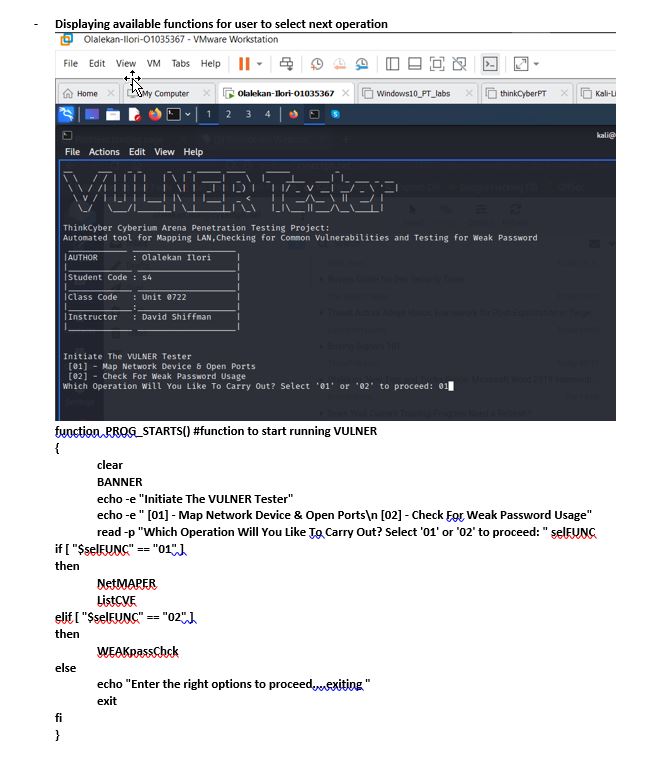 - Displaying available functions for user to select next operation
Olalekan-Ilori-O1035367 - VMware Workstation
File Edit View VM Tabs Help
Home My Computer Olalekan-Ilori-O1035367 Windows10_PT_labs thinkCyberPT Kali-Li
1 2 3 4
kali@
File Actions Edit View Help
ThinkCyber Cyberium Arena Penetration Testing Project:
Automated tool for Mapping LAN,Checking for Common Vulnerabilities and Testing for Weak Password
|AUTHOR : Olalekan Ilori |
|Student Code : s4 |
|Class Code : Unit 0722 |
|Instructor : David Shiffman |
Initiate The VULNER Tester
[01] - Map Network Device & Open Ports
[02] - Check For Weak Password Usage
Which Operation Will You Like To Carry Out? Select '01' or '02' to proceed: 01
function PROG_STARTS() #function to start running VULNER
{
clear
BANNER
echo -e "Initiate The VULNER Tester"
echo -e " [01] - Map Network Device & Open Ports\n [02] - Check For Weak Password Usage"
read -p "Which Operation Will You Like To Carry Out? Select '01' or '02' to proceed: " selFUNC
if [ "$selFUNC" == "01" ]
then
NetMAPER
ListCVE
elif [ "$selFUNC" == "02" ]
then
WEAKpassChck
else
echo "Enter the right options to proceed....exiting "
exit
fi
}